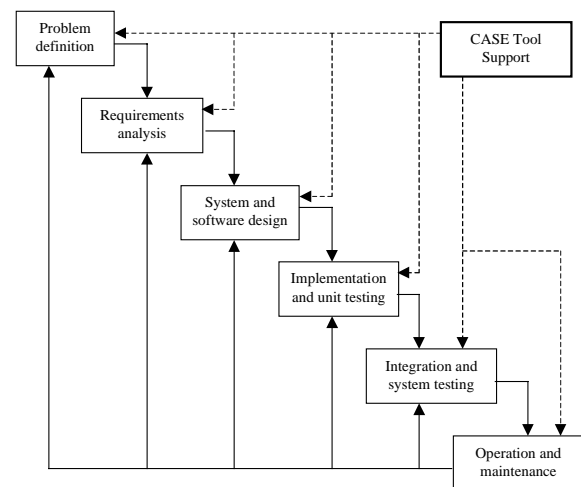 Problem
definition
CASE Tool
Support
Requirements
analysis
System and
software design
Implementation
and unit testing
Integration and
system testing
Operation and
maintenance